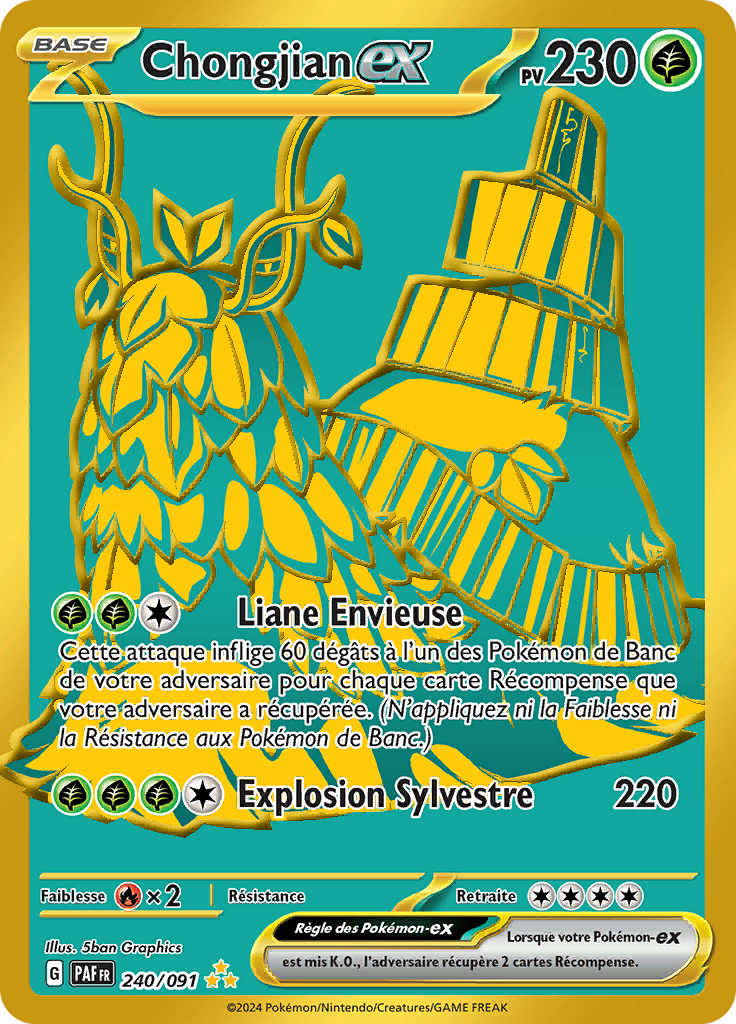 BASE
Chongjian ex
PV 230
Liane Envieuse
Cette attaque inflige 60 dégâts à l'un des Pokémon de Banc
de votre adversaire pour chaque carte Récompense que
votre adversaire a récupérée. (N'appliquez ni la Faiblesse ni
la Résistance aux Pokémon de Banc.)
Explosion Sylvestre 220
Faiblesse ×2 Résistance Retraite
Règle des Pokémon-ex Lorsque votre Pokémon-ex
est mis K.O., l'adversaire récupère 2 cartes Récompense.
Illus. 5ban Graphics
G PAF FR 240/091
©2024 Pokémon/Nintendo/Creatures/GAME FREAK